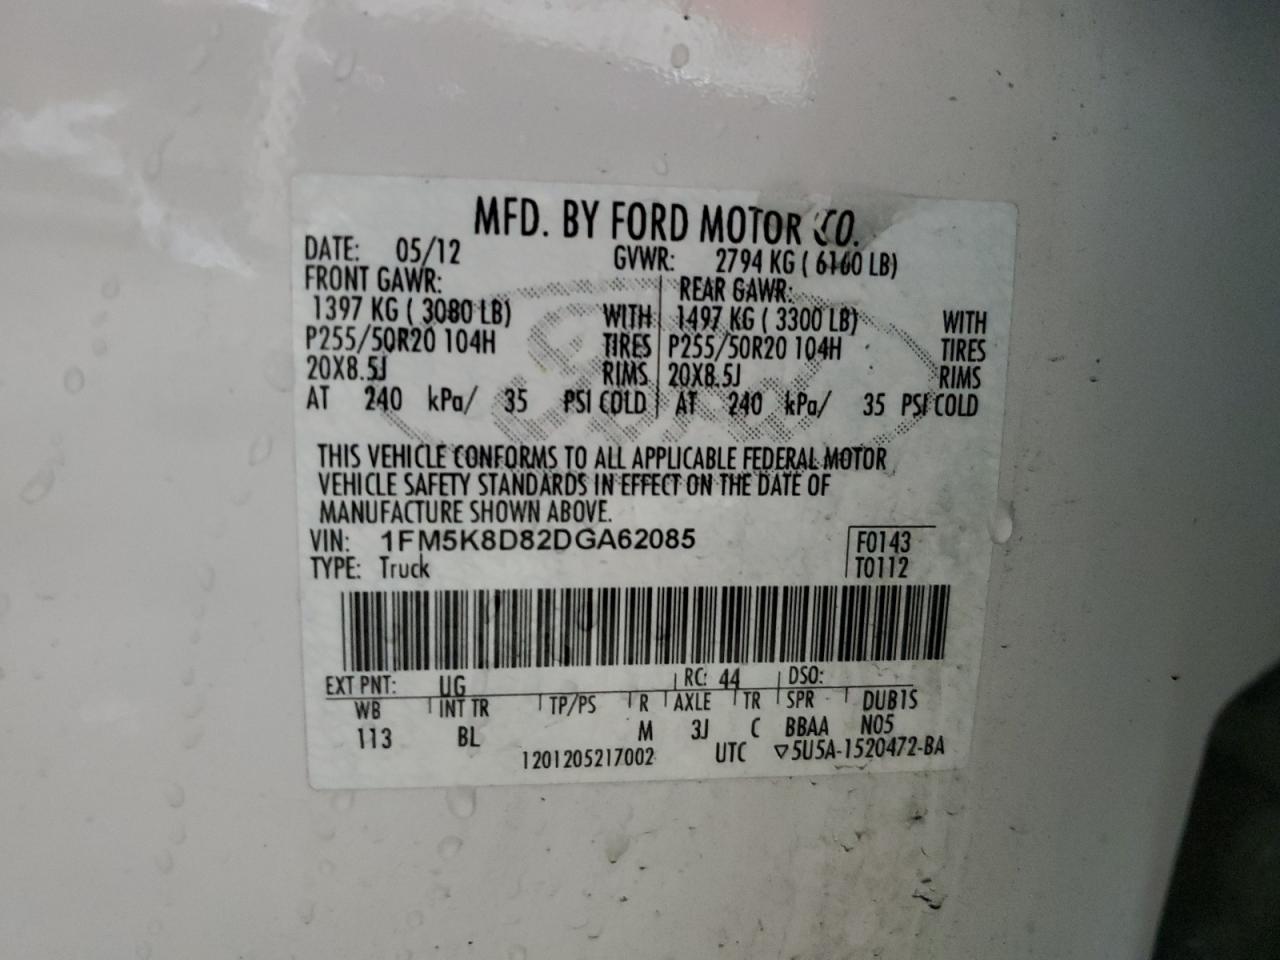 MFD. BY FORD MOTOR CO.
DATE: 05/12 GVWR: 2794 KG ( 6160 LB)
FRONT GAWR: REAR GAWR:
1397 KG ( 3080 LB) WITH 1497 KG ( 3300 LB) WITH
P255/50R20 104H TIRES P255/50R20 104H TIRES
20X8.5J RIMS 20X8.5J RIMS
AT 240 kPa/ 35 PSI COLD AT 240 kPa/ 35 PSI COLD
Ford
THIS VEHICLE CONFORMS TO ALL APPLICABLE FEDERAL MOTOR
VEHICLE SAFETY STANDARDS IN EFFECT ON THE DATE OF
MANUFACTURE SHOWN ABOVE.
VIN: 1FM5K8D82DGA62085 F0143
TYPE: Truck T0112
EXT PNT: UG RC: 44 DSO:
WB INT TR TP/PS R AXLE TR SPR DUB1S
113 BL M 3J C BBAA N05
1201205217002 UTC ▽5U5A-1520472-BA